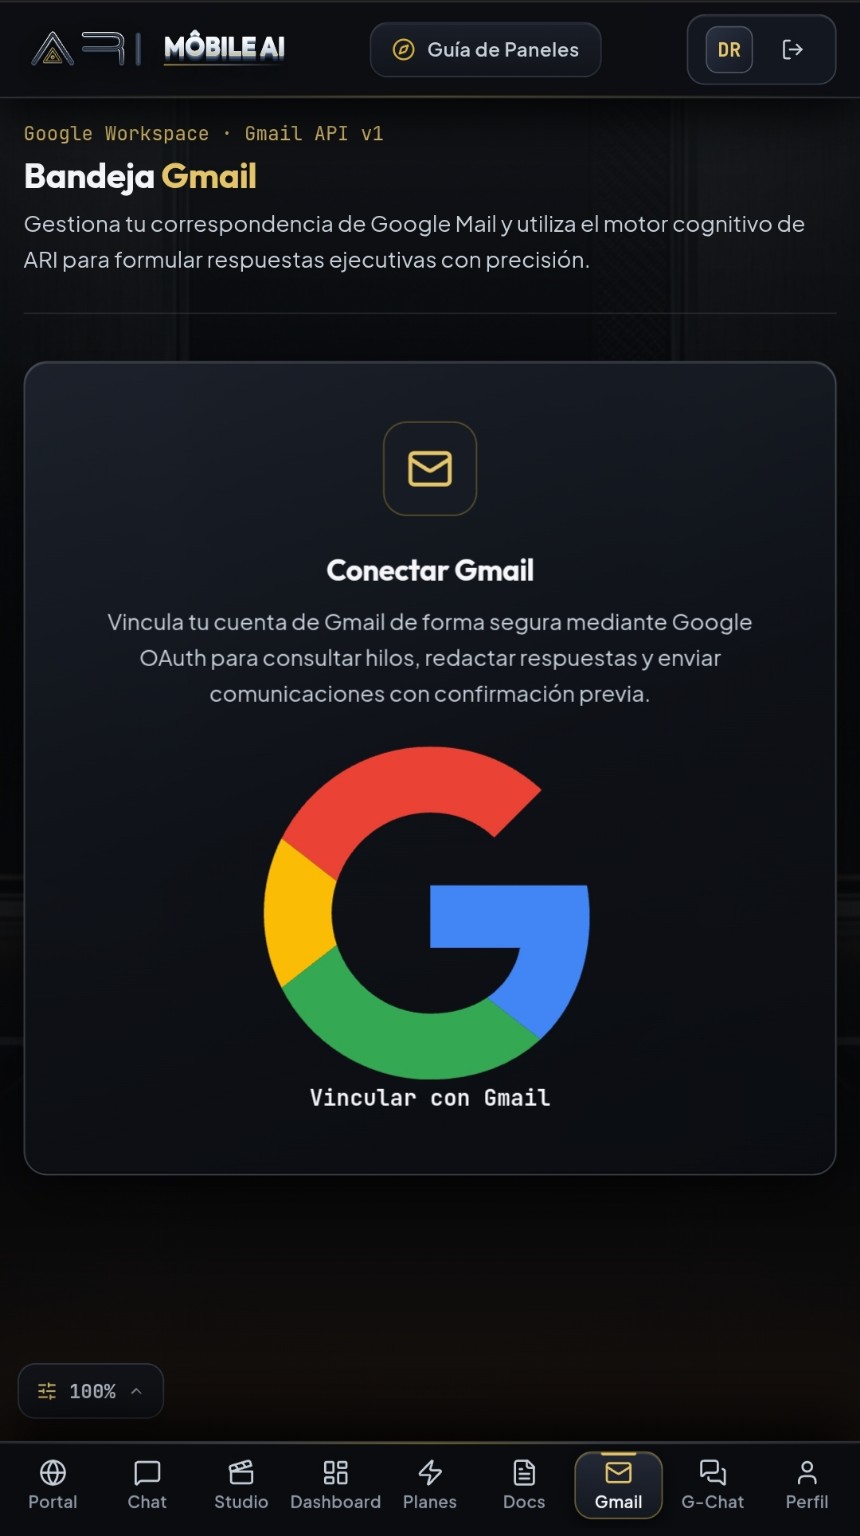 ARI MÔBILE AI
Guía de Paneles
DR
Google Workspace · Gmail API v1
Bandeja Gmail
Gestiona tu correspondencia de Google Mail y utiliza el motor cognitivo de
ARI para formular respuestas ejecutivas con precisión.
Conectar Gmail
Vincula tu cuenta de Gmail de forma segura mediante Google
OAuth para consultar hilos, redactar respuestas y enviar
comunicaciones con confirmación previa.
G
Vincular con Gmail
100%
Portal
Chat
Studio
Dashboard
Planes
Docs
Gmail
G-Chat
Perfil